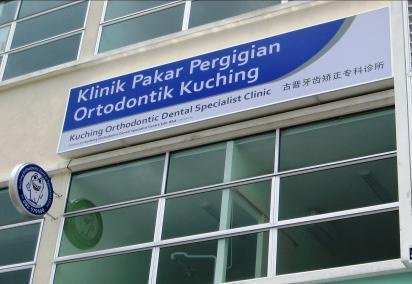 Klinik Pakar Pergigian
Ortodontik Kuching
Kuching Orthodontic Dental Specialist Clinic
古晋牙齿矫正专科诊所